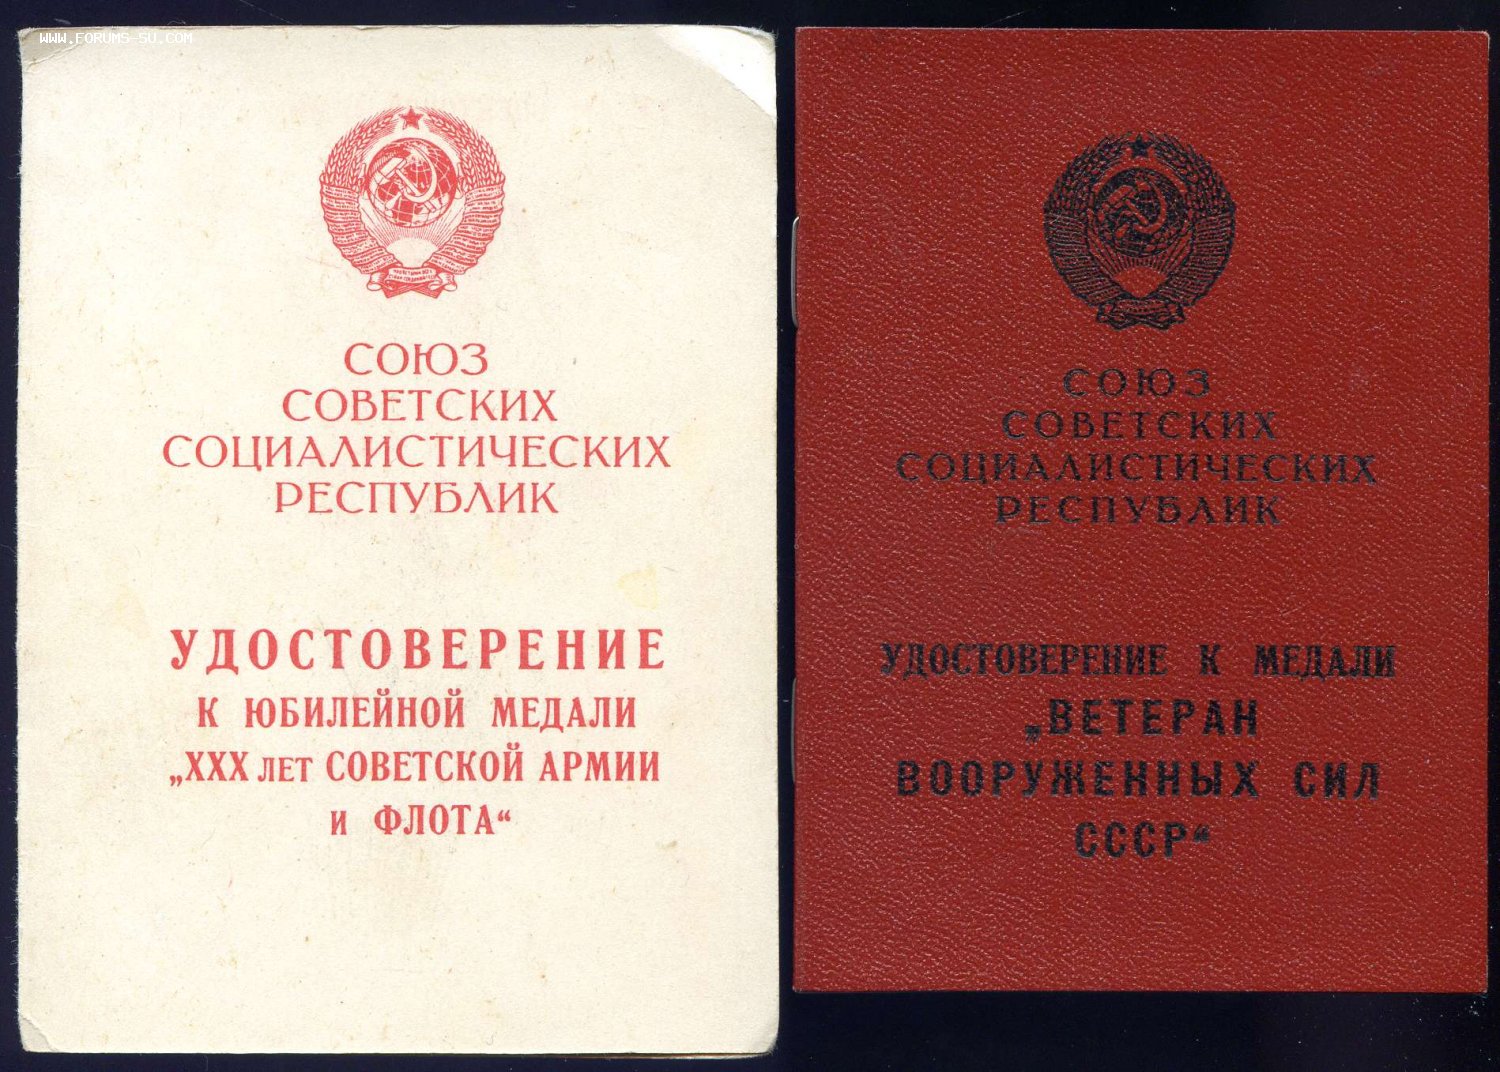 WWW.FORUMS-SU.COM
СОЮЗ
СОВЕТСКИХ
СОЦИАЛИСТИЧЕСКИХ
РЕСПУБЛИК
УДОСТОВЕРЕНИЕ
К ЮБИЛЕЙНОЙ МЕДАЛИ
„XXX ЛЕТ СОВЕТСКОЙ АРМИИ
И ФЛОТА“
СОЮЗ
СОВЕТСКИХ
СОЦИАЛИСТИЧЕСКИХ
РЕСПУБЛИК
УДОСТОВЕРЕНИЕ К МЕДАЛИ
„ВЕТЕРАН
ВООРУЖЕННЫХ СИЛ
СССР“